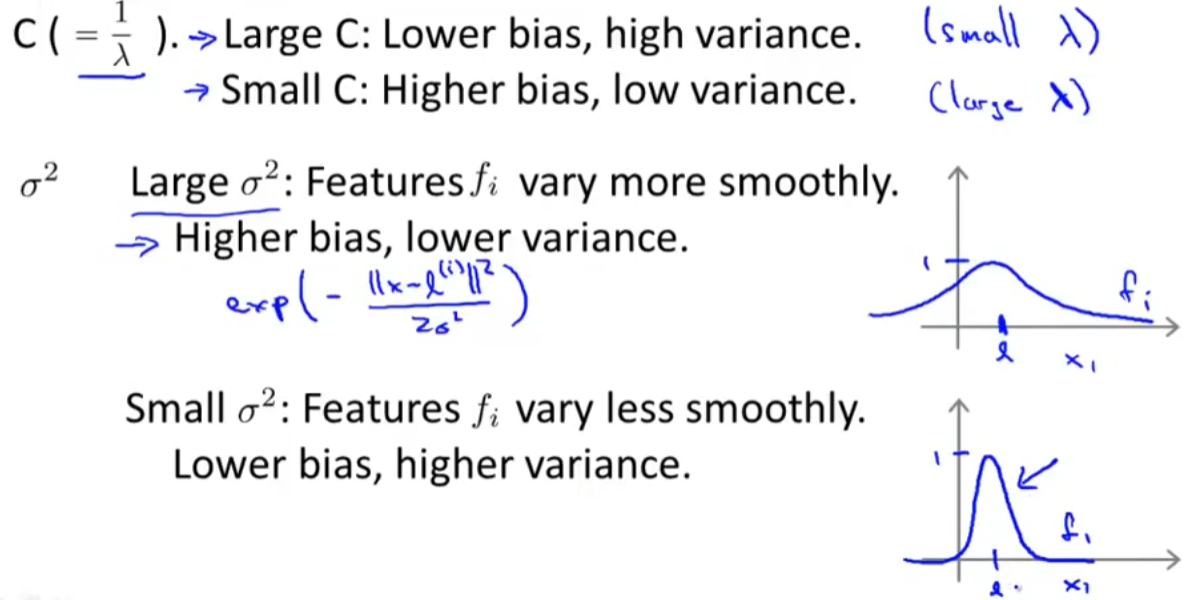 C ( = 1/λ ). → Large C: Lower bias, high variance. (small λ)
→ Small C: Higher bias, low variance. (large λ)
σ² Large σ²: Features fᵢ vary more smoothly.
→ Higher bias, lower variance.
exp(- ||x-l⁽ⁱ⁾||²/2σ²)
1
fᵢ
l x₁
Small σ²: Features fᵢ vary less smoothly.
Lower bias, higher variance.
1
f₁
l x₁